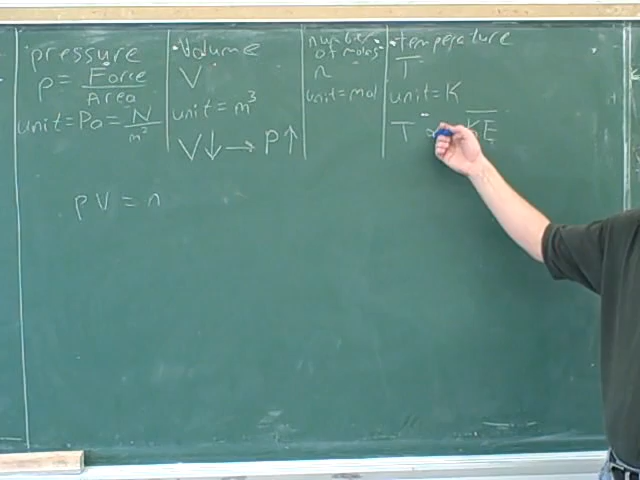 pressure
P = Force
Area
unit = Pa = N
m²
Volume
V
unit = m³
V↓ → P↑
number
of moles
n
unit = mol
temperature
T
unit = K
T ∝ KE
PV = n